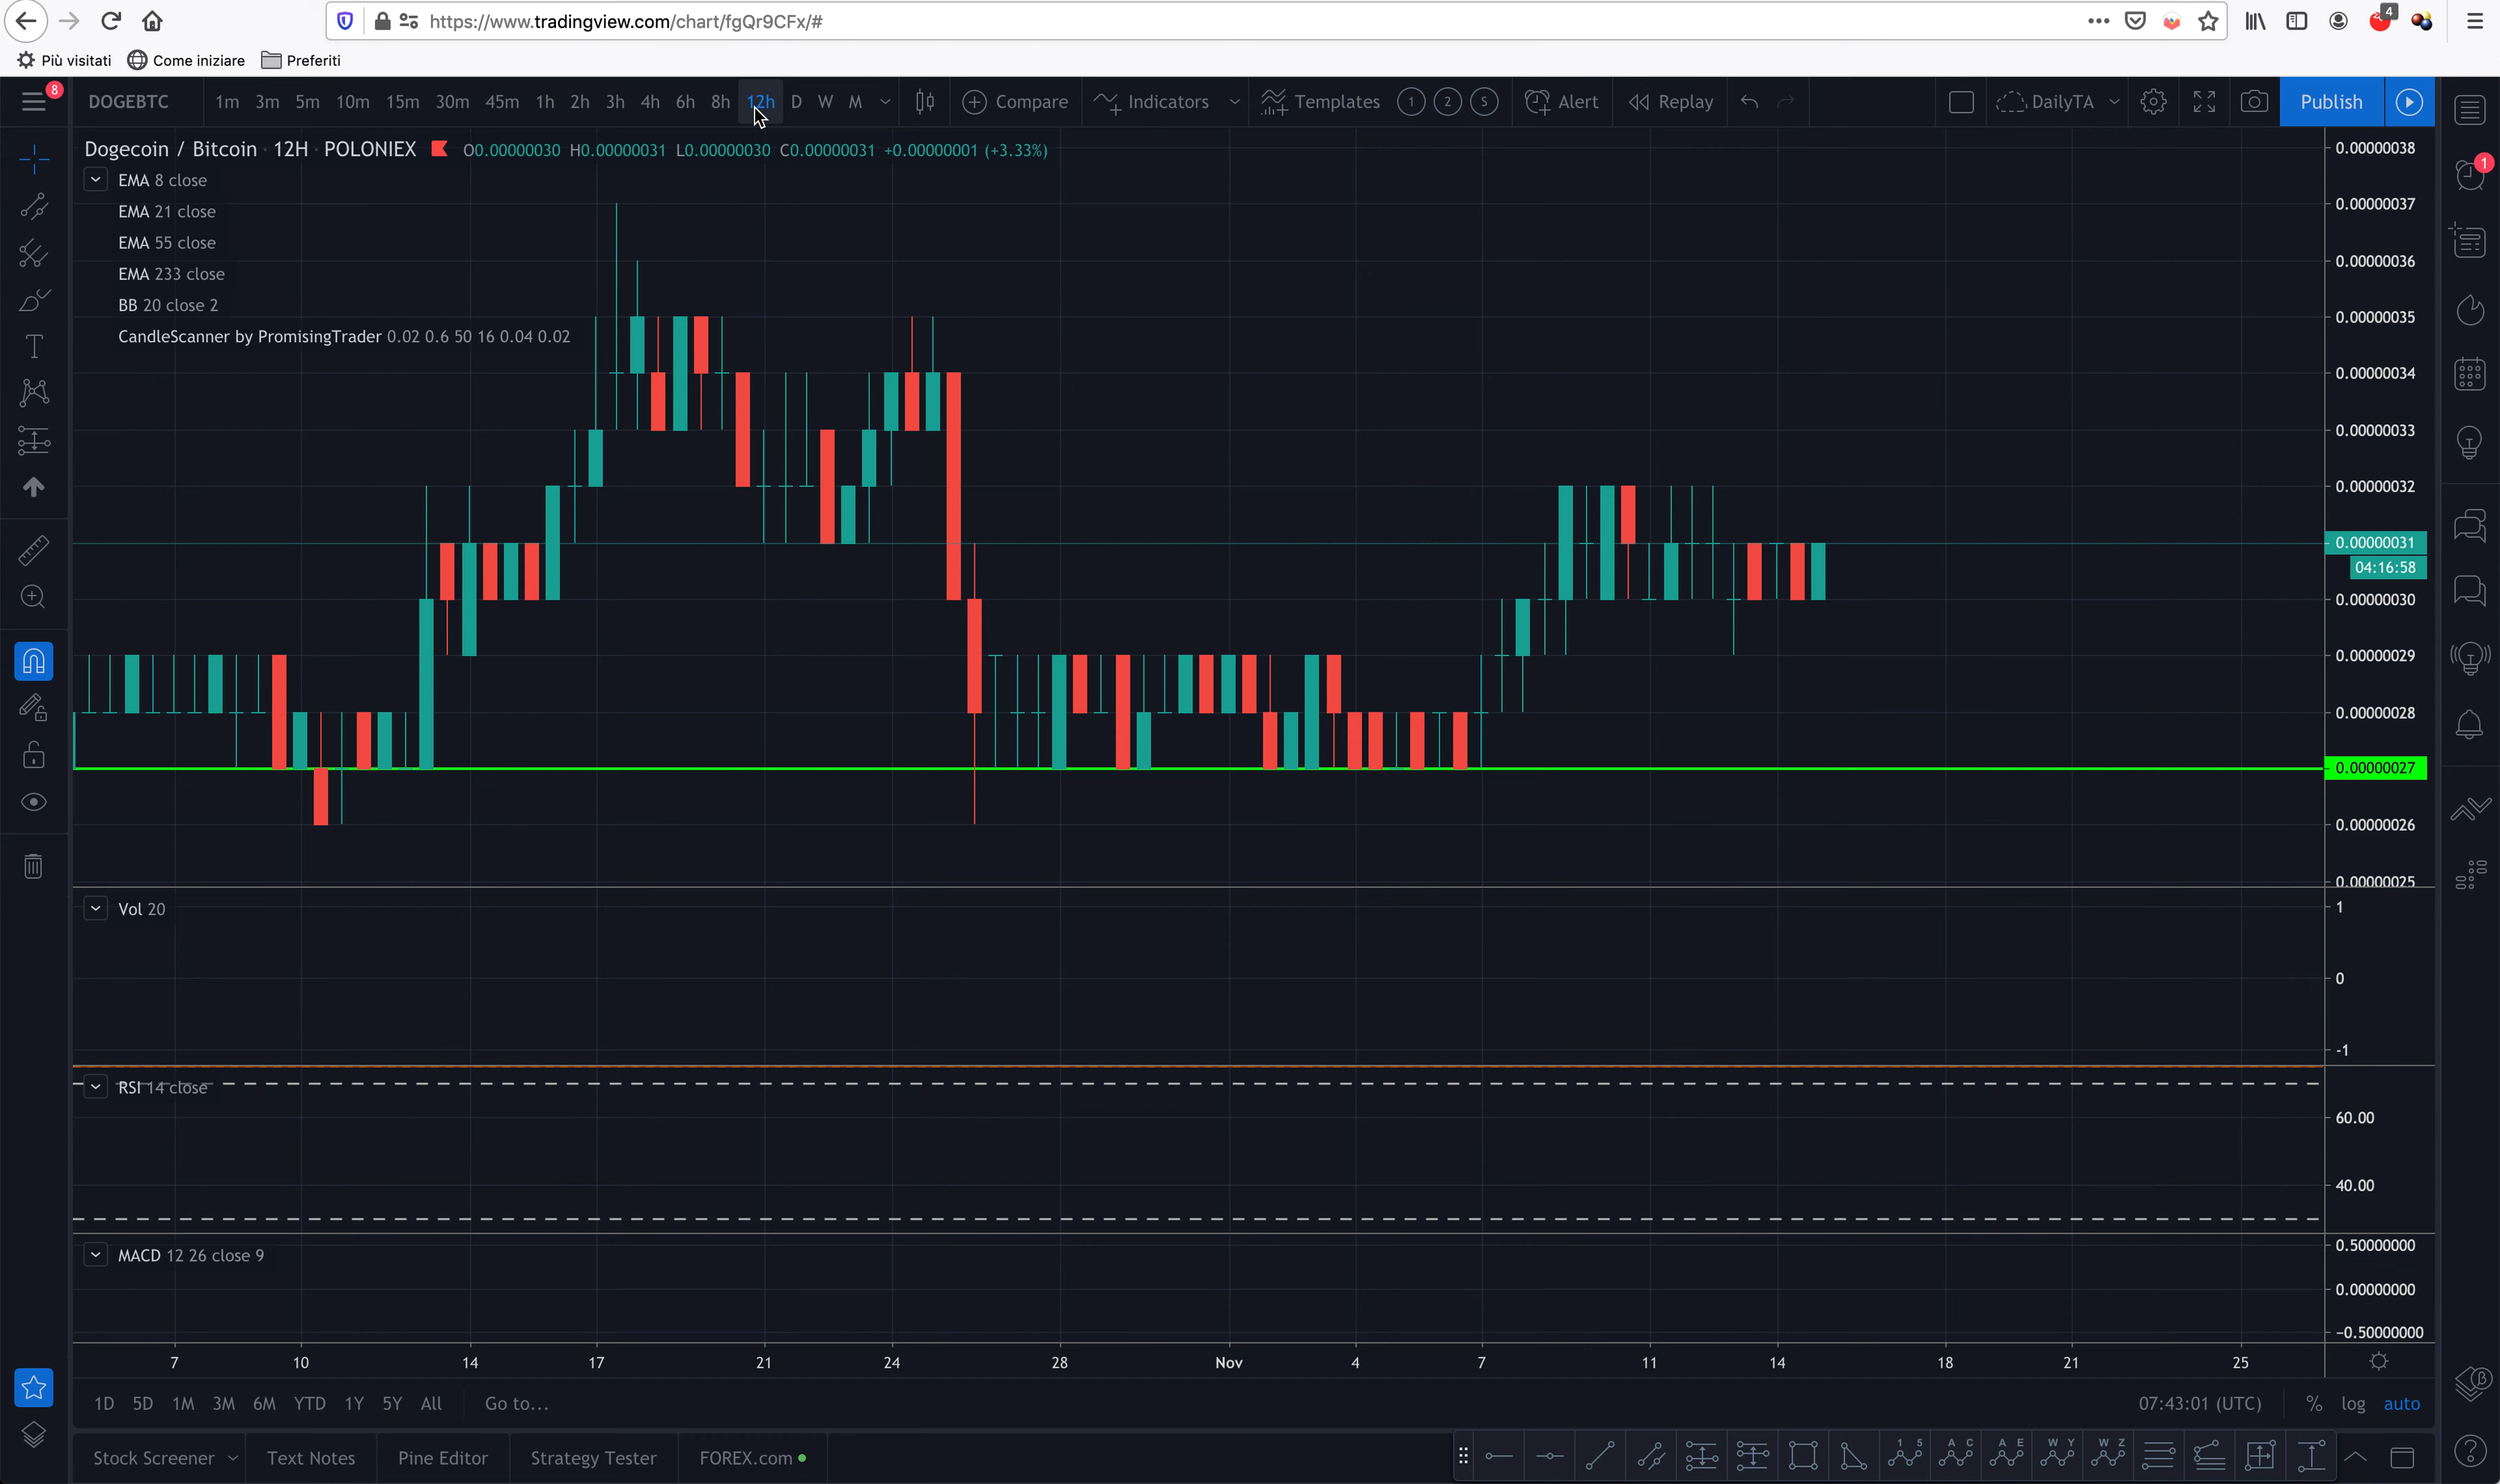 https://www.tradingview.com/chart/fgQr9CFx/#
4
Più visitati Come iniziare Preferiti
8
DOGEBTC 1m 3m 5m 10m 15m 30m 45m 1h 2h 3h 4h 6h 8h 12h D W M Compare Indicators Templates 1 2 S Alert Replay DailyTA Publish
Dogecoin / Bitcoin · 12H · POLONIEX O0.00000030 H0.00000031 L0.00000030 C0.00000031 +0.00000001 (+3.33%)
EMA 8 close
EMA 21 close
EMA 55 close
EMA 233 close
BB 20 close 2
CandleScanner by PromisingTrader 0.02 0.6 50 16 0.04 0.02
1
0.00000038
0.00000037
0.00000036
0.00000035
0.00000034
0.00000033
0.00000032
0.00000031
04:16:58
0.00000030
0.00000029
0.00000028
0.00000027
0.00000026
0.00000025
Vol 20
1
0
-1
RSI 14 close
60.00
40.00
MACD 12 26 close 9
0.50000000
0.00000000
-0.50000000
7 10 14 17 21 24 28 Nov 4 7 11 14 18 21 25
1D 5D 1M 3M 6M YTD 1Y 5Y All Go to... 07:43:01 (UTC) % log auto
β
Stock Screener Text Notes Pine Editor Strategy Tester FOREX.com
1 5 A C A E W Y W Z